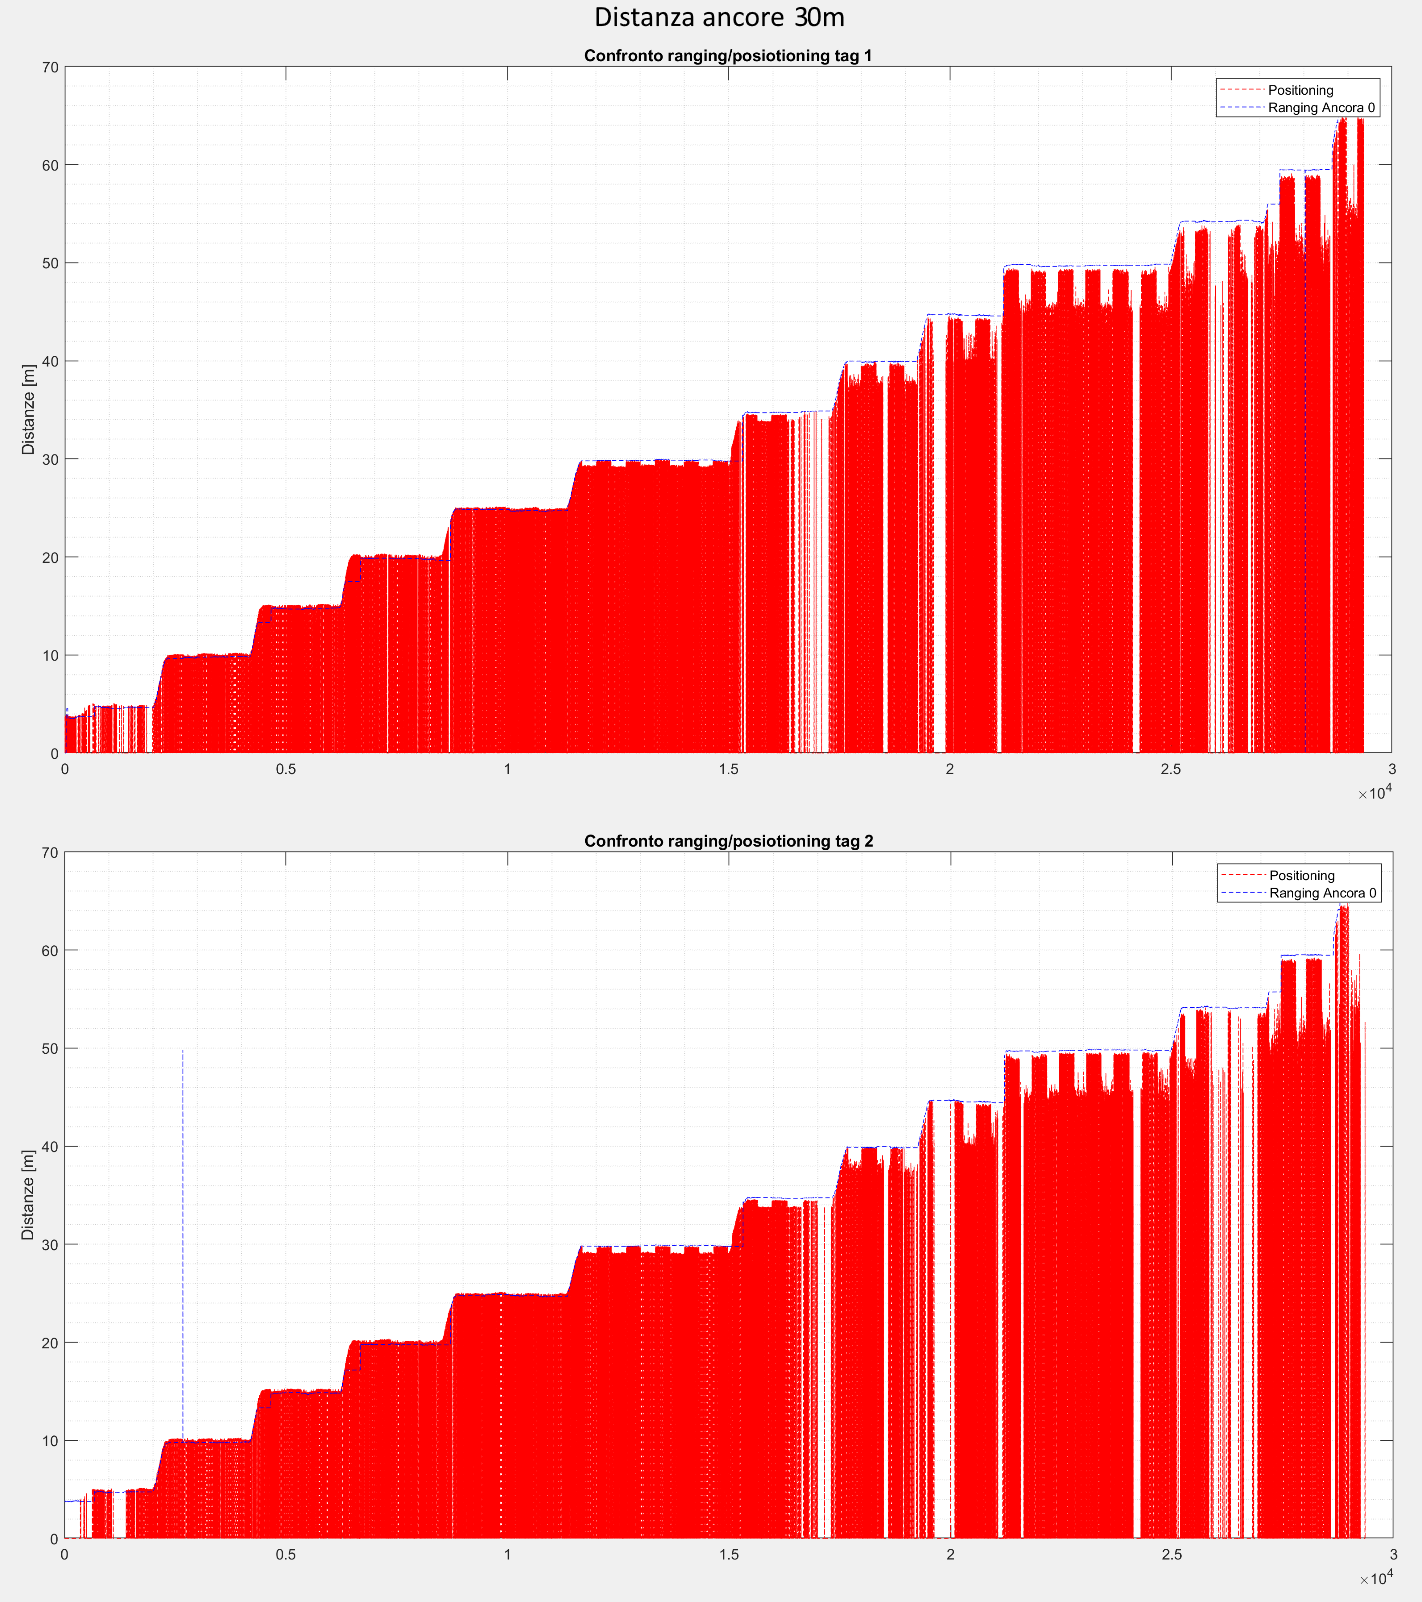 Distanza ancore 30m
Confronto ranging/posiotioning tag 1
Positioning
Ranging Ancora 0
Distanze [m]
70
60
50
40
30
20
10
0
0 0.5 1 1.5 2 2.5 3
×10^4
Confronto ranging/posiotioning tag 2
Positioning
Ranging Ancora 0
Distanze [m]
70
60
50
40
30
20
10
0
0 0.5 1 1.5 2 2.5 3
×10^4